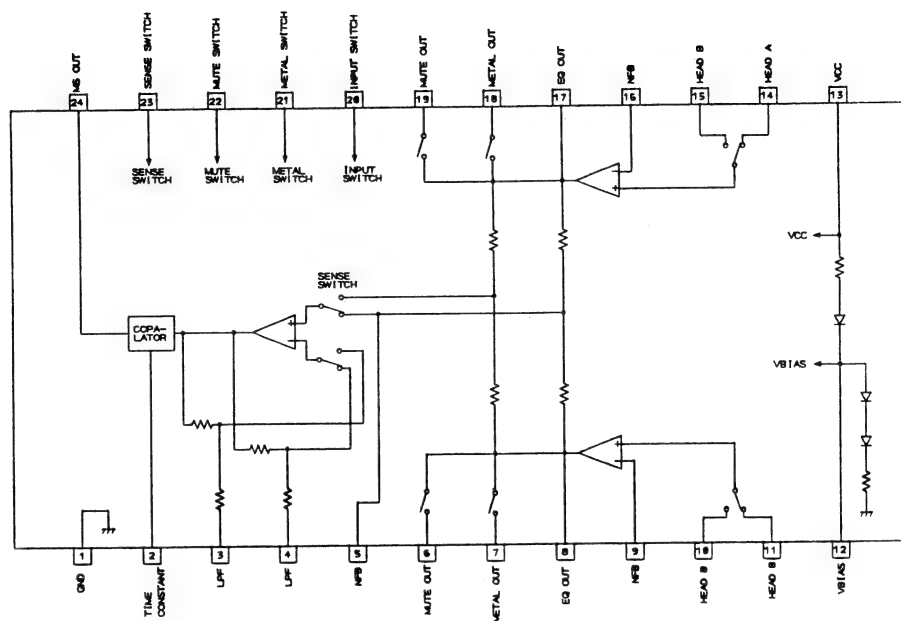 MS OUT
SENSE SWITCH
MUTE SWITCH
METAL SWITCH
INPUT SWITCH
MUTE OUT
METAL OUT
EQ OUT
NFB
HEAD B
HEAD A
VCC
24
23
22
21
20
19
18
17
16
15
14
13
SENSE
SWITCH
MUTE
SWITCH
METAL
SWITCH
INPUT
SWITCH
VCC
SENSE
SWITCH
COPA-
LATOR
VBIAS
1
2
3
4
5
6
7
8
9
10
11
12
GND
TIME
CONSTANT
LPF
LPF
NFB
MUTE OUT
METAL OUT
EQ OUT
NFB
HEAD B
HEAD B
VBIAS